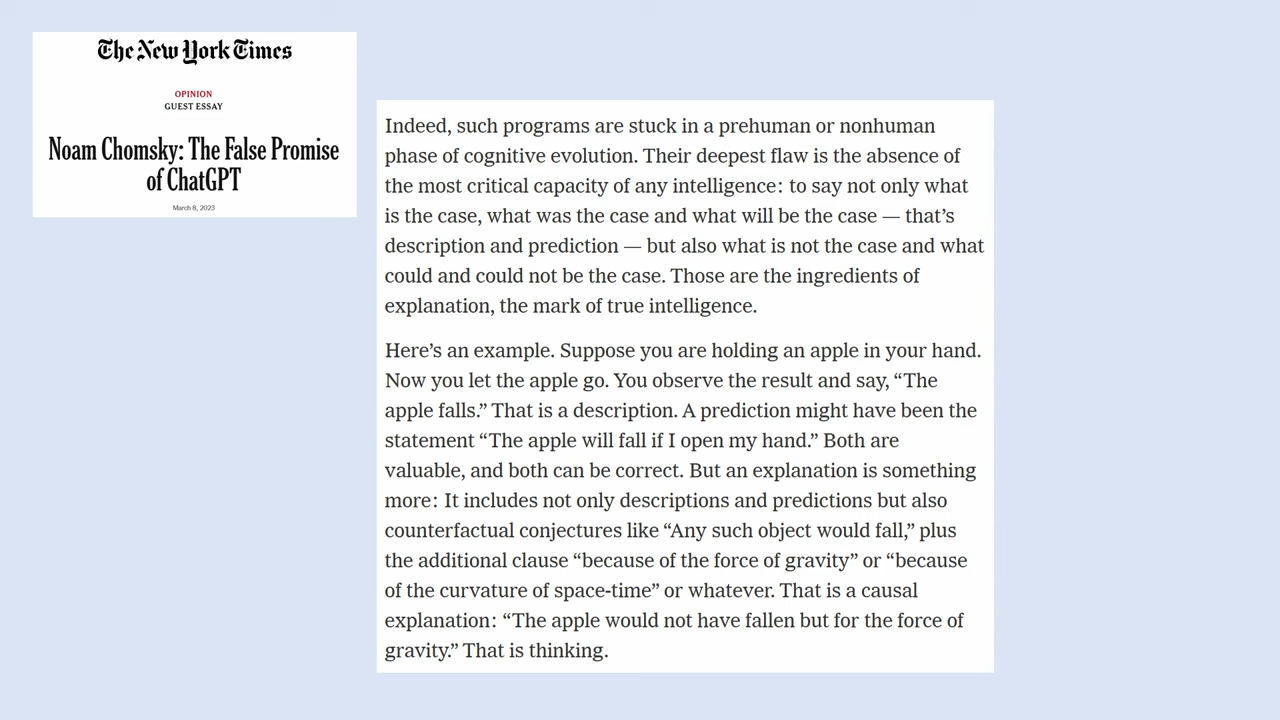 The New York Times
OPINION
GUEST ESSAY
Noam Chomsky: The False Promise
of ChatGPT
March 8, 2023
Indeed, such programs are stuck in a prehuman or nonhuman
phase of cognitive evolution. Their deepest flaw is the absence of
the most critical capacity of any intelligence: to say not only what
is the case, what was the case and what will be the case — that’s
description and prediction — but also what is not the case and what
could and could not be the case. Those are the ingredients of
explanation, the mark of true intelligence.
Here’s an example. Suppose you are holding an apple in your hand.
Now you let the apple go. You observe the result and say, “The
apple falls.” That is a description. A prediction might have been the
statement “The apple will fall if I open my hand.” Both are
valuable, and both can be correct. But an explanation is something
more: It includes not only descriptions and predictions but also
counterfactual conjectures like “Any such object would fall,” plus
the additional clause “because of the force of gravity” or “because
of the curvature of space-time” or whatever. That is a causal
explanation: “The apple would not have fallen but for the force of
gravity.” That is thinking.